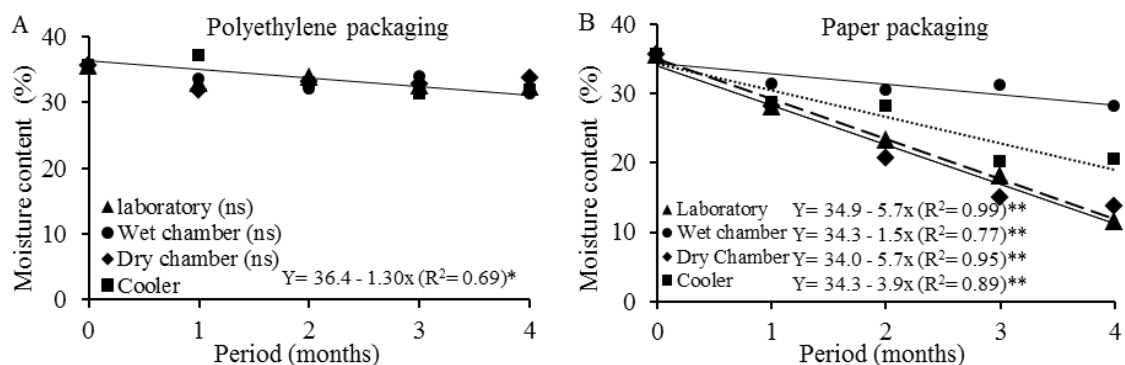 A
Polyethylene packaging
Moisture content (%)
40
30
20
10
0
▲ laboratory (ns)
● Wet chamber (ns)
◆ Dry chamber (ns)
■ Cooler Y= 36.4 - 1.30x (R²= 0.69)*
0 1 2 3 4
Period (months)
B
Paper packaging
Moisture content (%)
40
30
20
10
0
▲ Laboratory Y= 34.9 - 5.7x (R²= 0.99)**
● Wet chamber Y= 34.3 - 1.5x (R²= 0.77)**
◆ Dry Chamber Y= 34.0 - 5.7x (R²= 0.95)**
■ Cooler Y= 34.3 - 3.9x (R²= 0.89)**
0 1 2 3 4
Period (months)